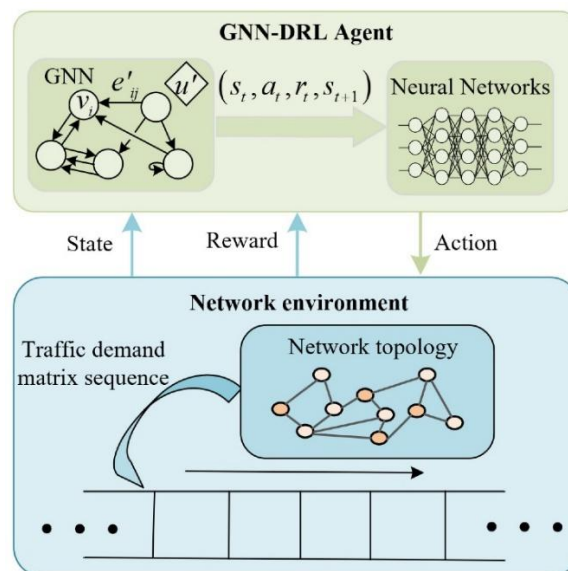 GNN-DRL Agent
GNN
e'ij
u'
vi
(st, at, rt, st+1)
Neural Networks
State
Reward
Action
Network environment
Traffic demand
matrix sequence
Network topology